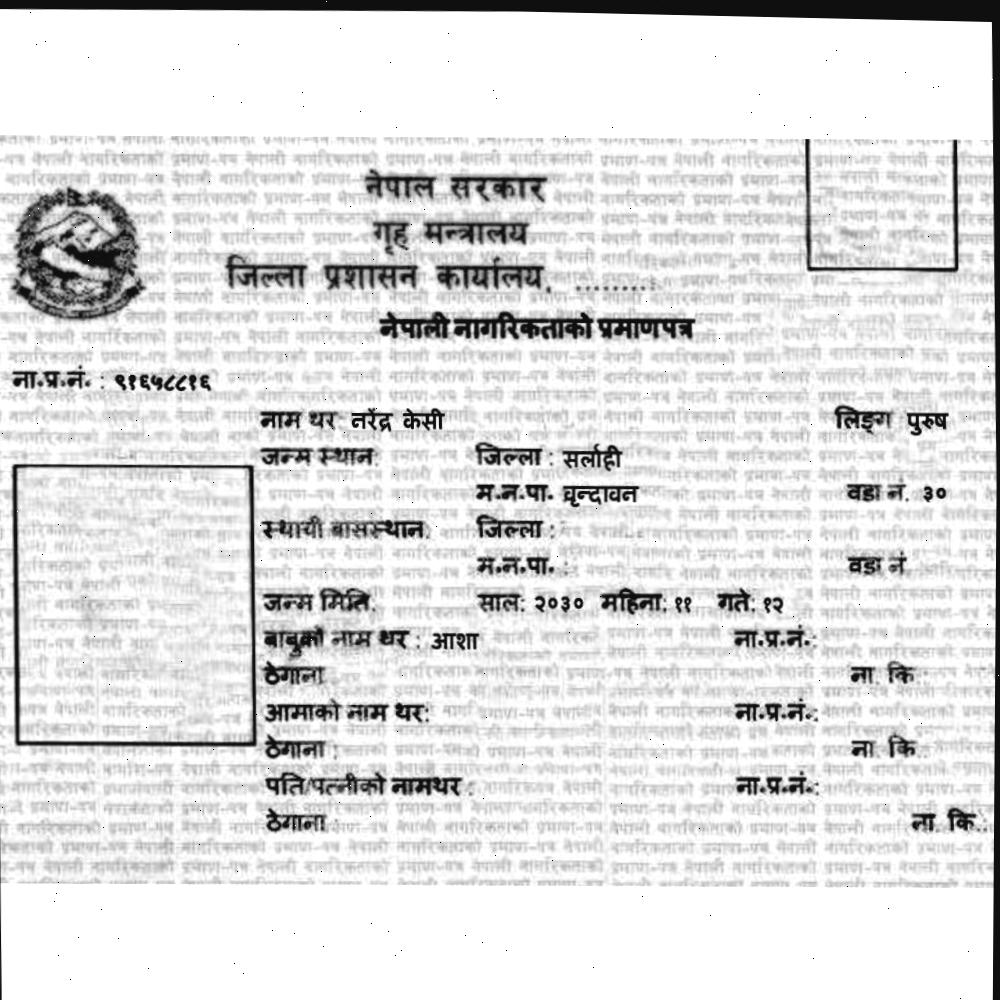 नेपाल सरकार
गृह मन्त्रालय
जिल्ला प्रशासन कार्यालय, .........
नेपाली नागरिकताको प्रमाणपत्र
ना.प्र.नं. : ९१६५८८१६
नाम थर: नरेंद्र केसी लिङ्ग पुरुष
जन्म स्थान: जिल्ला : सर्लाही
म.न.पा. वृन्दावन वडा नं. ३०
स्थायी बासस्थान: जिल्ला :
म.न.पा. : वडा नं.
जन्म मिति: साल: २०३० महिना: ११ गते: १२
बाबुको नाम थर : आशा ना.प्र.नं.:
ठेगाना : ना. कि.:
आमाको नाम थर: ना.प्र.नं.:
ठेगाना : ना. कि.:
पति/पत्नीको नामथर : ना.प्र.नं.:
ठेगाना : ना. कि.: